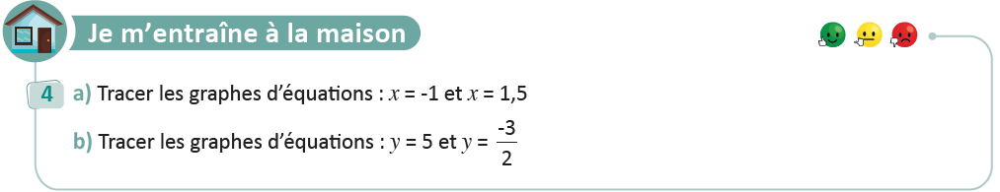 Je m’entraîne à la maison
4 a) Tracer les graphes d’équations : x = -1 et x = 1,5
b) Tracer les graphes d’équations : y = 5 et y = -3/2